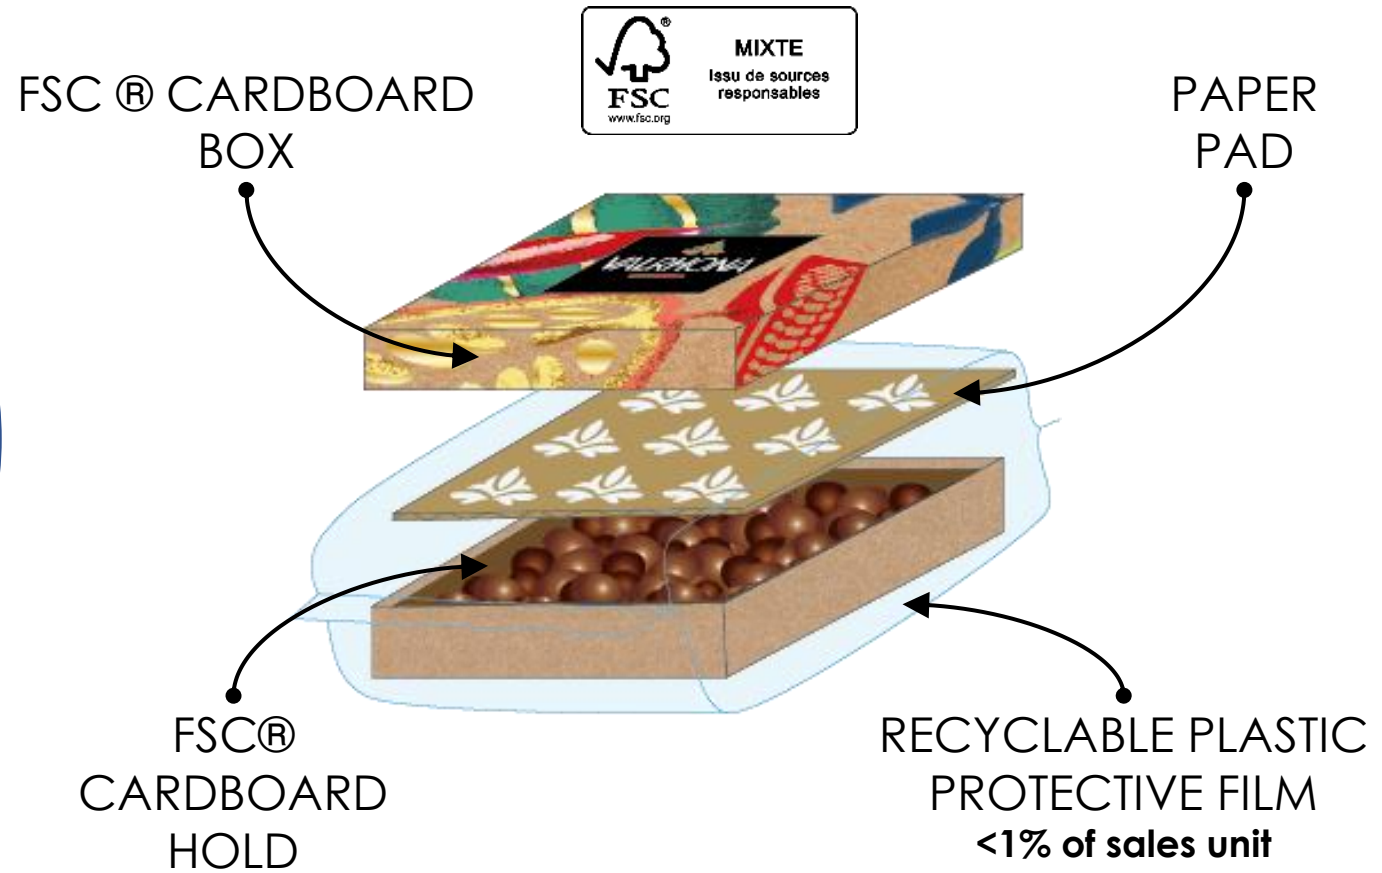 FSC
www.fsc.org
MIXTE
Issu de sources
responsables
FSC ® CARDBOARD
BOX
PAPER
PAD
VALRHONA
FSC®
CARDBOARD
HOLD
RECYCLABLE PLASTIC
PROTECTIVE FILM
<1% of sales unit